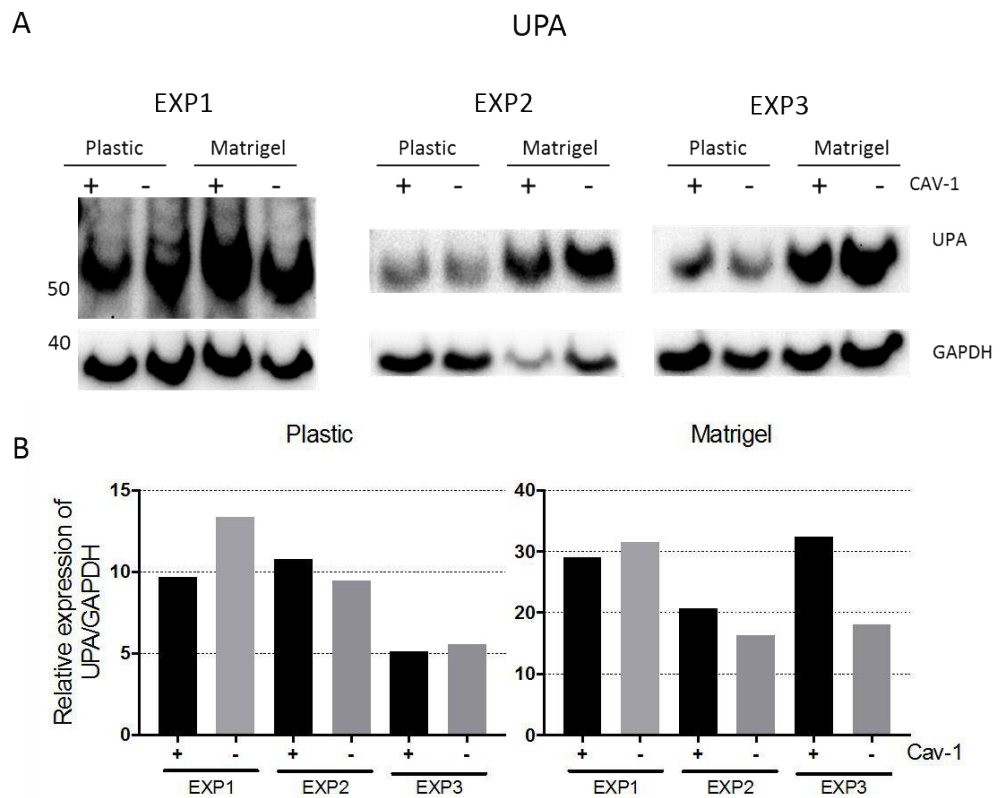 A
UPA
EXP1
EXP2
EXP3
Plastic
Matrigel
Plastic
Matrigel
Plastic
Matrigel
+ - + -
+ - + -
+ - + -
CAV-1
UPA
50
40
GAPDH
B
Plastic
Matrigel
Relative expression of
UPA/GAPDH
15
10
5
0
+ - + - + -
EXP1 EXP2 EXP3
40
30
20
10
0
+ - + - + -
Cav-1
EXP1 EXP2 EXP3